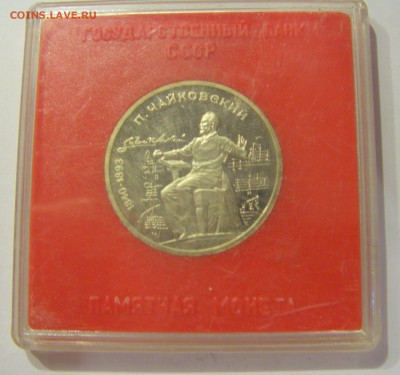 COINS.LAVE.RU
ГОСУДАРСТВЕННЫЙ БАНК
СССР
П. ЧАЙКОВСКИЙ
1840-1893
ПАМЯТНАЯ МОНЕТА